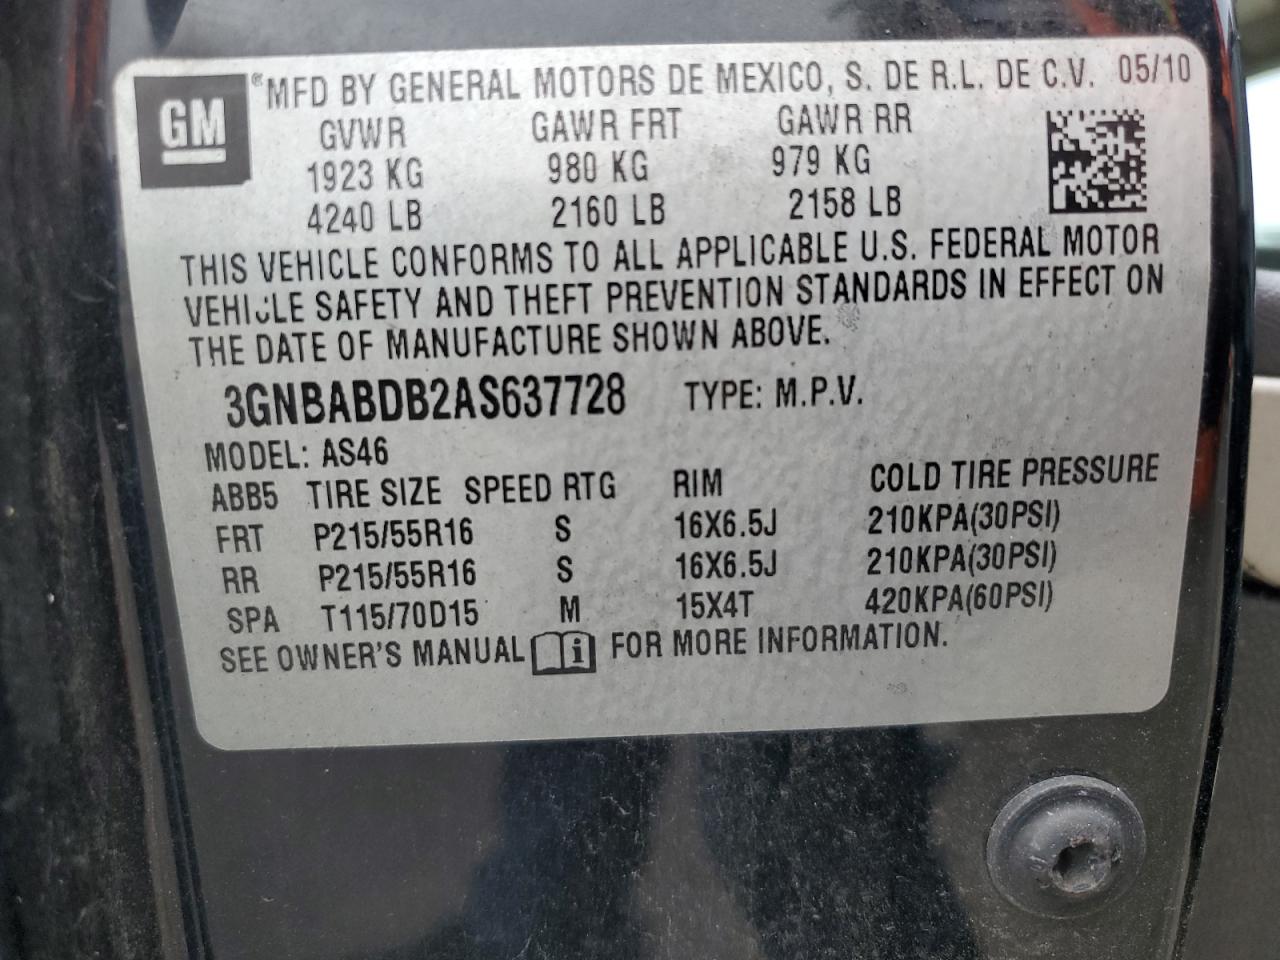 GM ® MFD BY GENERAL MOTORS DE MEXICO, S. DE R.L. DE C.V. 05/10
GVWR GAWR FRT GAWR RR
1923 KG 980 KG 979 KG
4240 LB 2160 LB 2158 LB
THIS VEHICLE CONFORMS TO ALL APPLICABLE U.S. FEDERAL MOTOR
VEHICLE SAFETY AND THEFT PREVENTION STANDARDS IN EFFECT ON
THE DATE OF MANUFACTURE SHOWN ABOVE.
3GNBABDB2AS637728 TYPE: M.P.V.
MODEL: AS46
ABB5 TIRE SIZE SPEED RTG RIM COLD TIRE PRESSURE
FRT P215/55R16 S 16X6.5J 210KPA(30PSI)
RR P215/55R16 S 16X6.5J 210KPA(30PSI)
SPA T115/70D15 M 15X4T 420KPA(60PSI)
SEE OWNER'S MANUAL i FOR MORE INFORMATION.